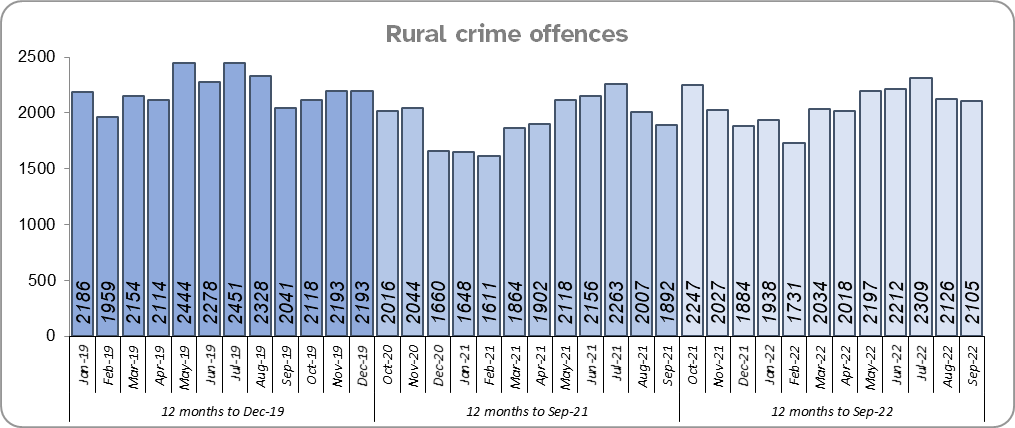 Rural crime offences
2500
2000
1500
1000
500
0
2186 1959 2154 2114 2444 2278 2451 2328 2041 2118 2193 2193 2016 2044 1660 1648 1611 1864 1902 2118 2156 2263 2007 1892 2247 2027 1884 1938 1731 2034 2018 2197 2212 2309 2126 2105
Jan-19 Feb-19 Mar-19 Apr-19 May-19 Jun-19 Jul-19 Aug-19 Sep-19 Oct-19 Nov-19 Dec-19 Oct-20 Nov-20 Dec-20 Jan-21 Feb-21 Mar-21 Apr-21 May-21 Jun-21 Jul-21 Aug-21 Sep-21 Oct-21 Nov-21 Dec-21 Jan-22 Feb-22 Mar-22 Apr-22 May-22 Jun-22 Jul-22 Aug-22 Sep-22
12 months to Dec-19 12 months to Sep-21 12 months to Sep-22